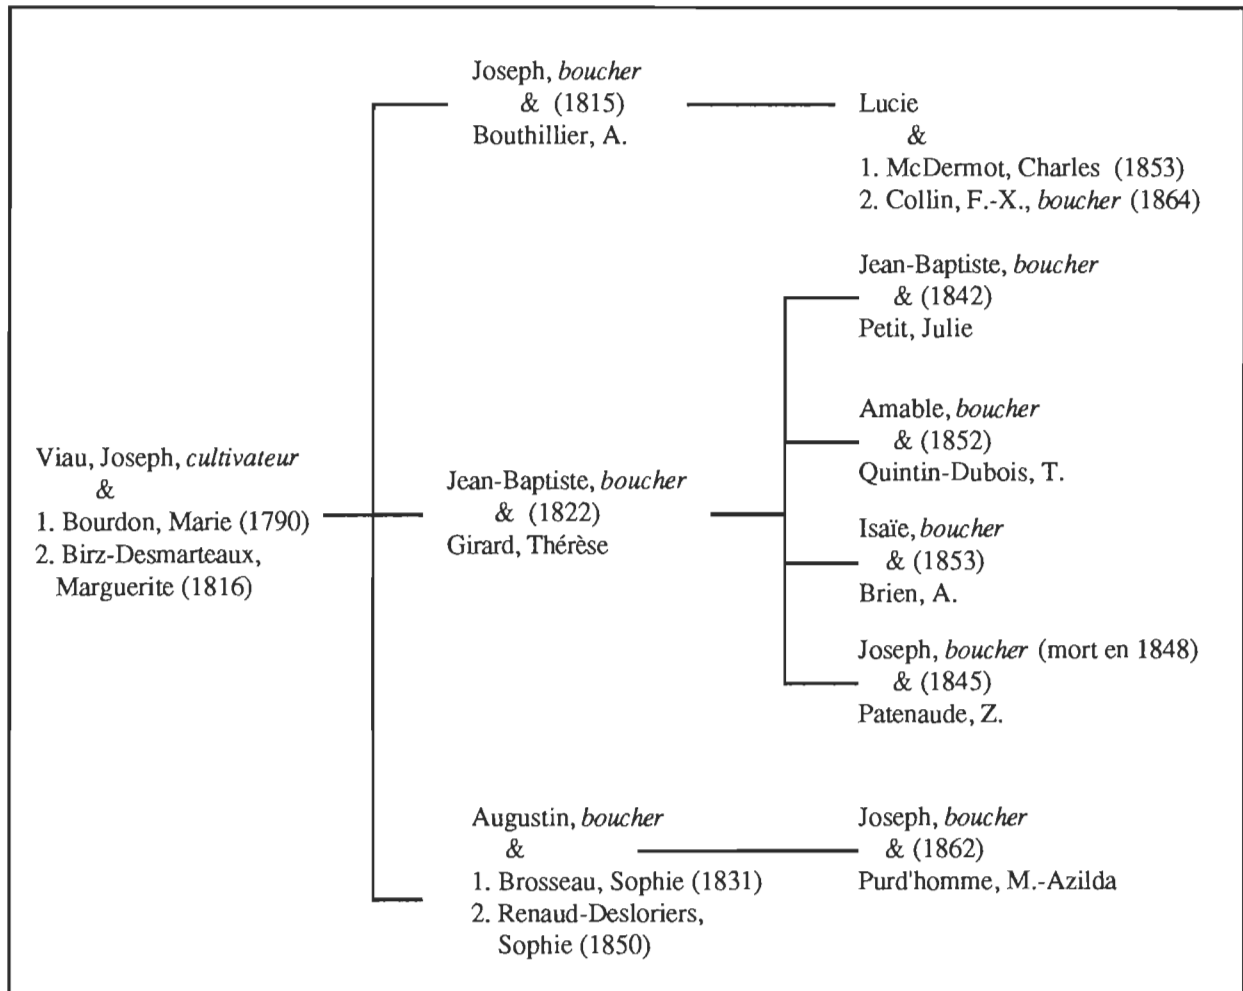 Viau, Joseph, cultivateur
&
1. Bourdon, Marie (1790)
2. Birz-Desmarteaux,
Marguerite (1816)
Joseph, boucher
& (1815)
Bouthillier, A.
Lucie
&
1. McDermot, Charles (1853)
2. Collin, F.-X., boucher (1864)
Jean-Baptiste, boucher
& (1822)
Girard, Thérèse
Jean-Baptiste, boucher
& (1842)
Petit, Julie
Amable, boucher
& (1852)
Quintin-Dubois, T.
Isaïe, boucher
& (1853)
Brien, A.
Joseph, boucher (mort en 1848)
& (1845)
Patenaude, Z.
Augustin, boucher
&
1. Brosseau, Sophie (1831)
2. Renaud-Desloriers,
Sophie (1850)
Joseph, boucher
& (1862)
Purd'homme, M.-Azilda